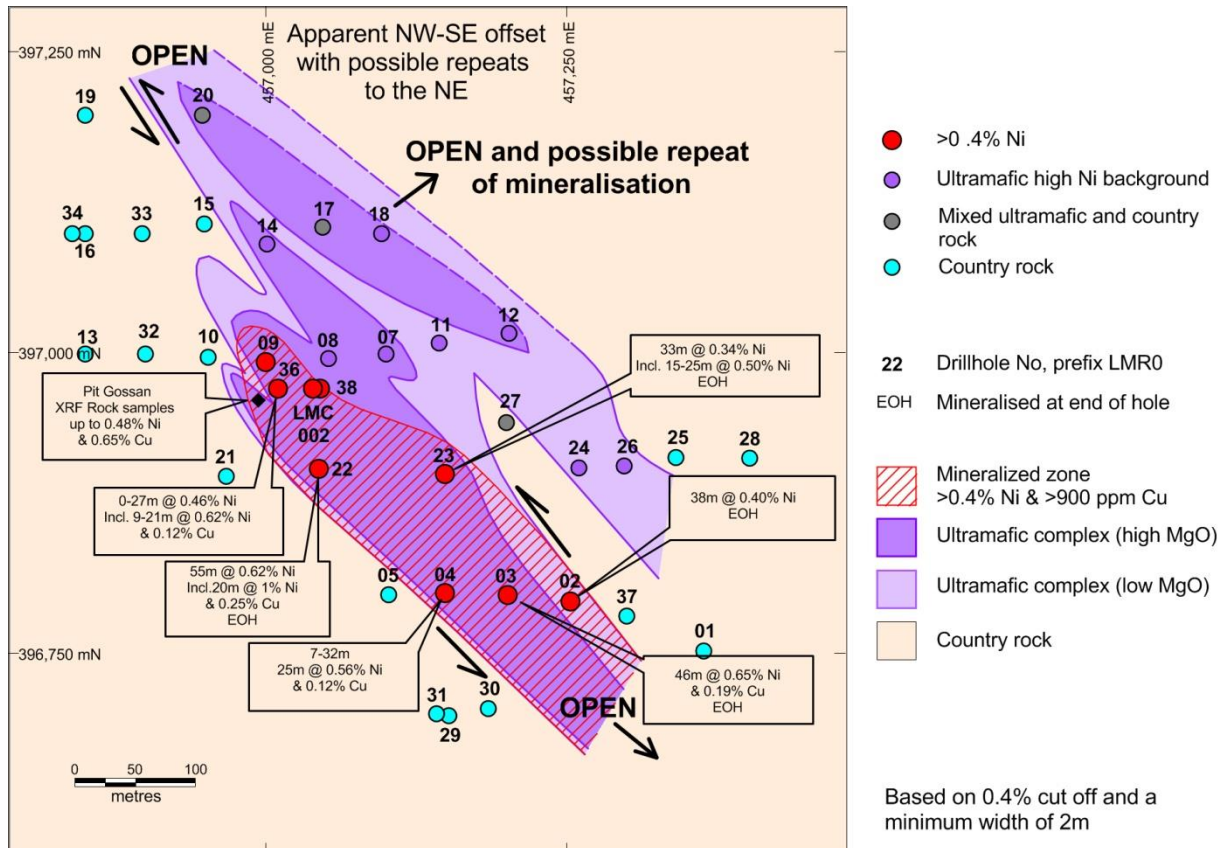 397,250 mN
397,000 mN
396,750 mN
457,000 mE
457,250 mE
OPEN
Apparent NW-SE offset
with possible repeats
to the NE
OPEN and possible repeat
of mineralisation
19
20
34
16
33
15
14
17
18
13
32
10
09
08
07
11
12
36
38
LMC
002
27
24
26
25
28
21
22
23
05
04
03
02
37
01
31
29
30
Pit Gossan
XRF Rock samples
up to 0.48% Ni
& 0.65% Cu
33m @ 0.34% Ni
Incl. 15-25m @ 0.50% Ni
EOH
0-27m @ 0.46% Ni
Incl. 9-21m @ 0.62% Ni
& 0.12% Cu
38m @ 0.40% Ni
EOH
55m @ 0.62% Ni
Incl.20m @ 1% Ni
& 0.25% Cu
EOH
7-32m
25m @ 0.56% Ni
& 0.12% Cu
46m @ 0.65% Ni
& 0.19% Cu
EOH
OPEN
0 50 100
metres
>0 .4% Ni
Ultramafic high Ni background
Mixed ultramafic and country
rock
Country rock
22 Drillhole No, prefix LMR0
EOH Mineralised at end of hole
Mineralized zone
>0.4% Ni & >900 ppm Cu
Ultramafic complex (high MgO)
Ultramafic complex (low MgO)
Country rock
Based on 0.4% cut off and a
minimum width of 2m